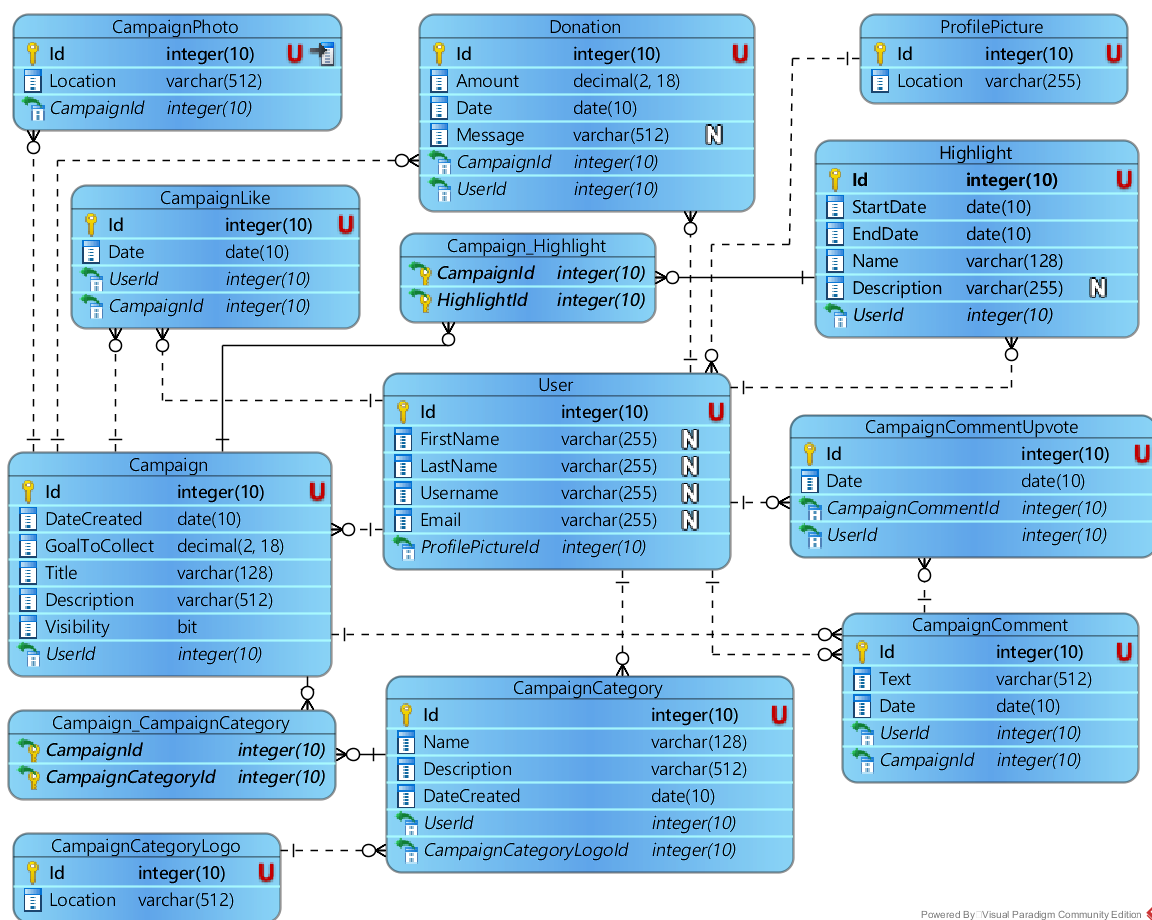 CampaignPhoto
Id integer(10) U
Location varchar(512)
CampaignId integer(10)
Donation
Id integer(10) U
Amount decimal(2, 18)
Date date(10)
Message varchar(512) N
CampaignId integer(10)
UserId integer(10)
ProfilePicture
Id integer(10) U
Location varchar(255)
Highlight
Id integer(10) U
StartDate date(10)
EndDate date(10)
Name varchar(128)
Description varchar(255) N
UserId integer(10)
CampaignLike
Id integer(10) U
Date date(10)
UserId integer(10)
CampaignId integer(10)
Campaign_Highlight
CampaignId integer(10)
HighlightId integer(10)
User
Id integer(10) U
FirstName varchar(255) N
LastName varchar(255) N
Username varchar(255) N
Email varchar(255) N
ProfilePictureId integer(10)
CampaignCommentUpvote
Id integer(10) U
Date date(10)
CampaignCommentId integer(10)
UserId integer(10)
Campaign
Id integer(10) U
DateCreated date(10)
GoalToCollect decimal(2, 18)
Title varchar(128)
Description varchar(512)
Visibility bit
UserId integer(10)
CampaignComment
Id integer(10) U
Text varchar(512)
Date date(10)
UserId integer(10)
CampaignId integer(10)
CampaignCategory
Id integer(10) U
Name varchar(128)
Description varchar(512)
DateCreated date(10)
UserId integer(10)
CampaignCategoryLogoId integer(10)
Campaign_CampaignCategory
CampaignId integer(10)
CampaignCategoryId integer(10)
CampaignCategoryLogo
Id integer(10) U
Location varchar(512)
Powered By Visual Paradigm Community Edition